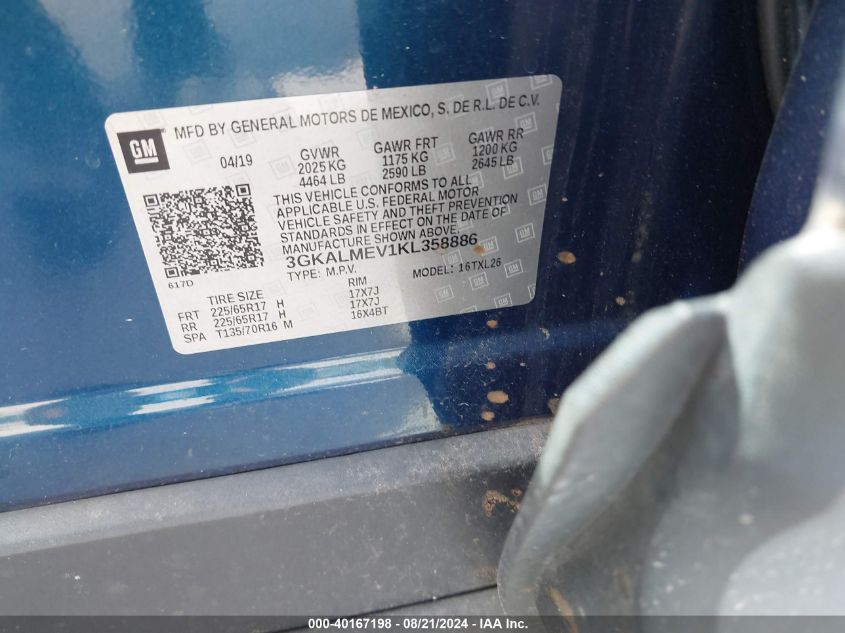 GM
MFD BY GENERAL MOTORS DE MEXICO, S. DE R.L. DE C.V.
04/19 GVWR GAWR FRT GAWR RR
2025 KG 1175 KG 1200 KG
4464 LB 2590 LB 2645 LB
THIS VEHICLE CONFORMS TO ALL
APPLICABLE U.S. FEDERAL MOTOR
VEHICLE SAFETY AND THEFT PREVENTION
STANDARDS IN EFFECT ON THE DATE OF
MANUFACTURE SHOWN ABOVE.
3GKALMEV1KL358886
617D TYPE: M.P.V. MODEL: 16TXL26
TIRE SIZE RIM
FRT 225/65R17 H 17X7J
RR 225/65R17 H 17X7J
SPA T135/70R16 M 16X4BT
000-40167198 - 08/21/2024 - IAA Inc.